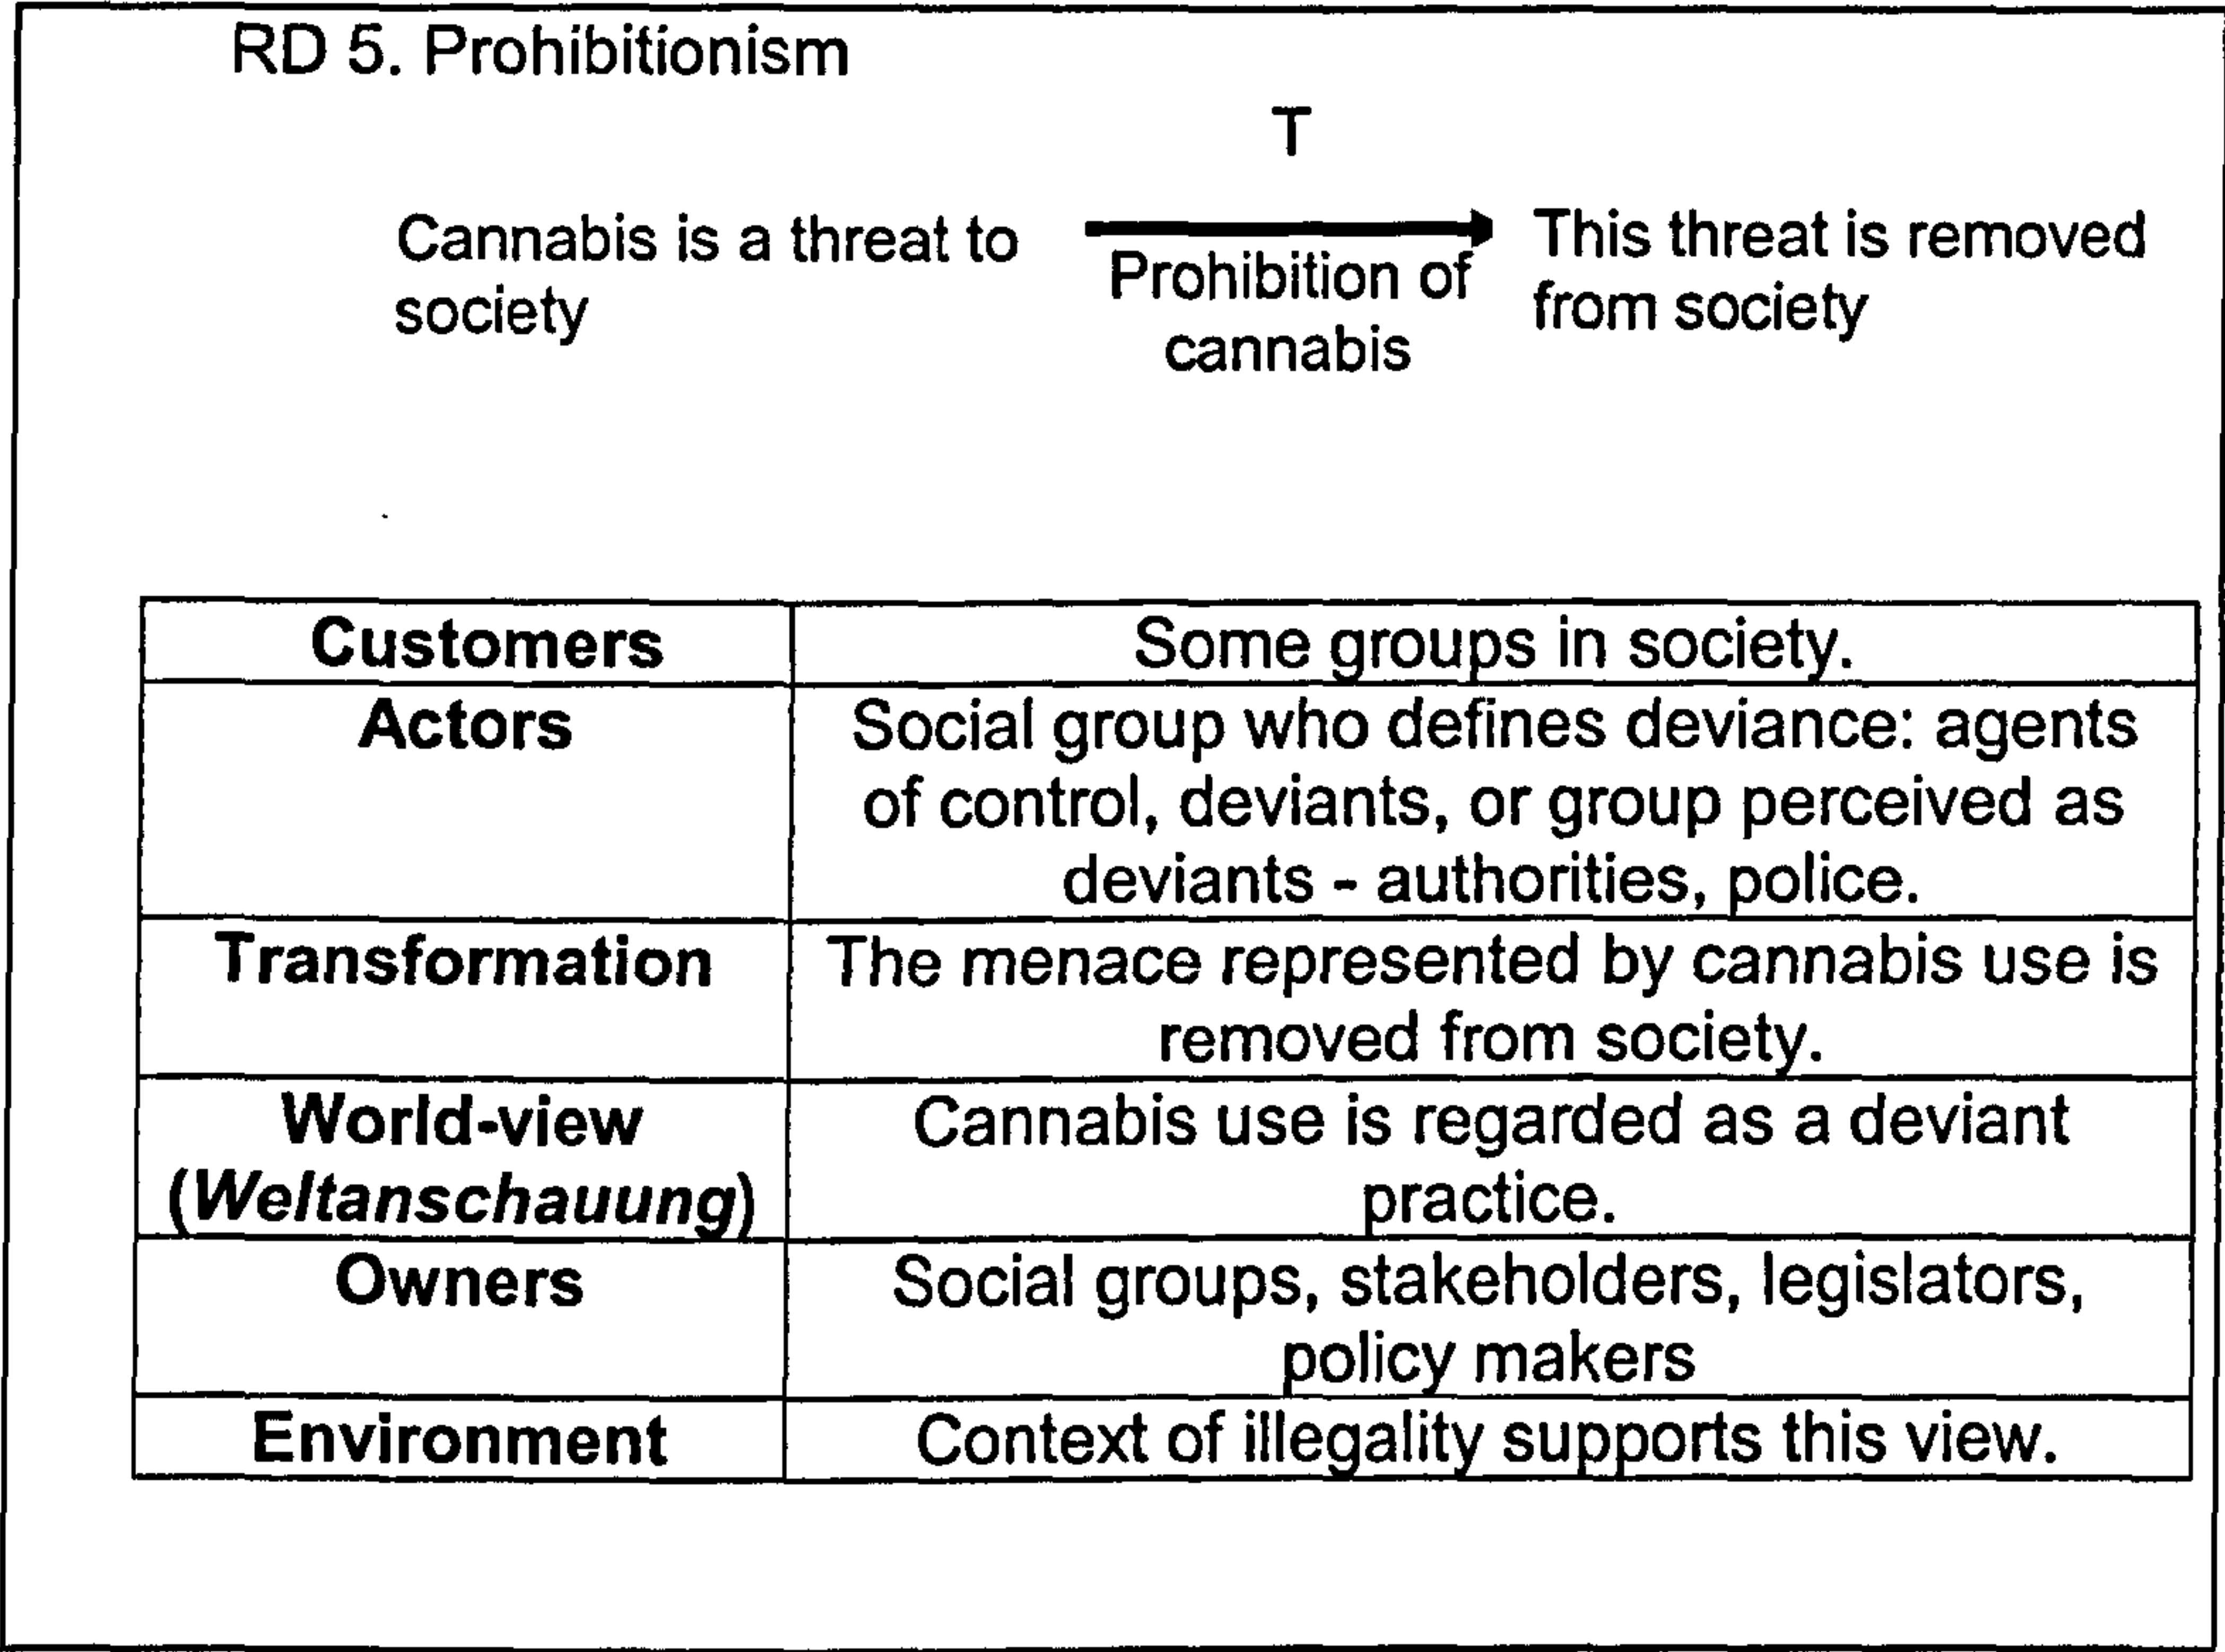 RD 5. Prohibitionism
T
Cannabis is a threat to
society
Prohibition of
cannabis
This threat is removed
from society
Customers
Some groups in society.
Actors
Social group who defines deviance: agents
of control, deviants, or group perceived as
deviants - authorities, police.
Transformation
The menace represented by cannabis use is
removed from society.
World-view
(Weltanschauung)
Cannabis use is regarded as a deviant
practice.
Owners
Social groups, stakeholders, legislators,
policy makers
Environment
Context of illegality supports this view.